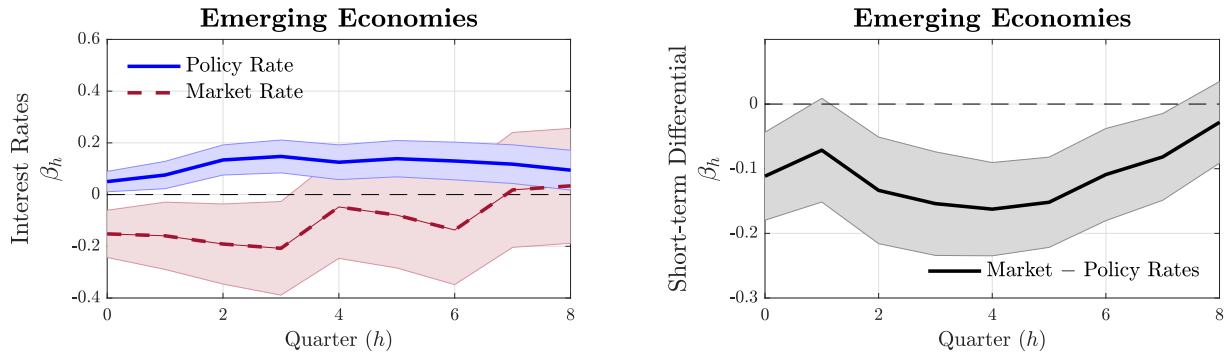 Emerging Economies
Interest Rates
β_h
0.6
0.4
0.2
0
-0.2
-0.4
Policy Rate
Market Rate
0 2 4 6 8
Quarter (h)
Emerging Economies
Short-term Differential
β_h
0
-0.1
-0.2
-0.3
Market − Policy Rates
0 2 4 6 8
Quarter (h)